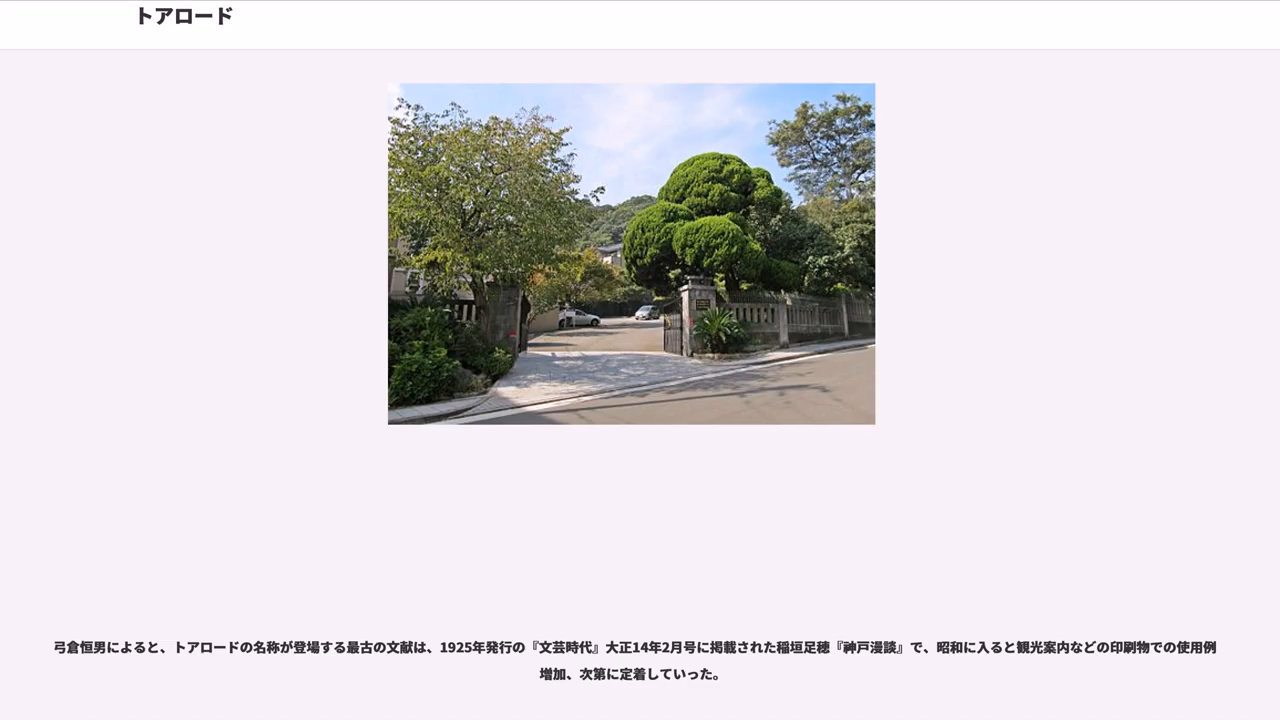 トアロード
弓倉恒男によると、トアロードの名称が登場する最古の文献は、1925年発行の『文芸時代』大正14年2月号に掲載された稲垣足穂『神戸漫談』で、昭和に入ると観光案内などの印刷物での使用例
増加、次第に定着していった。